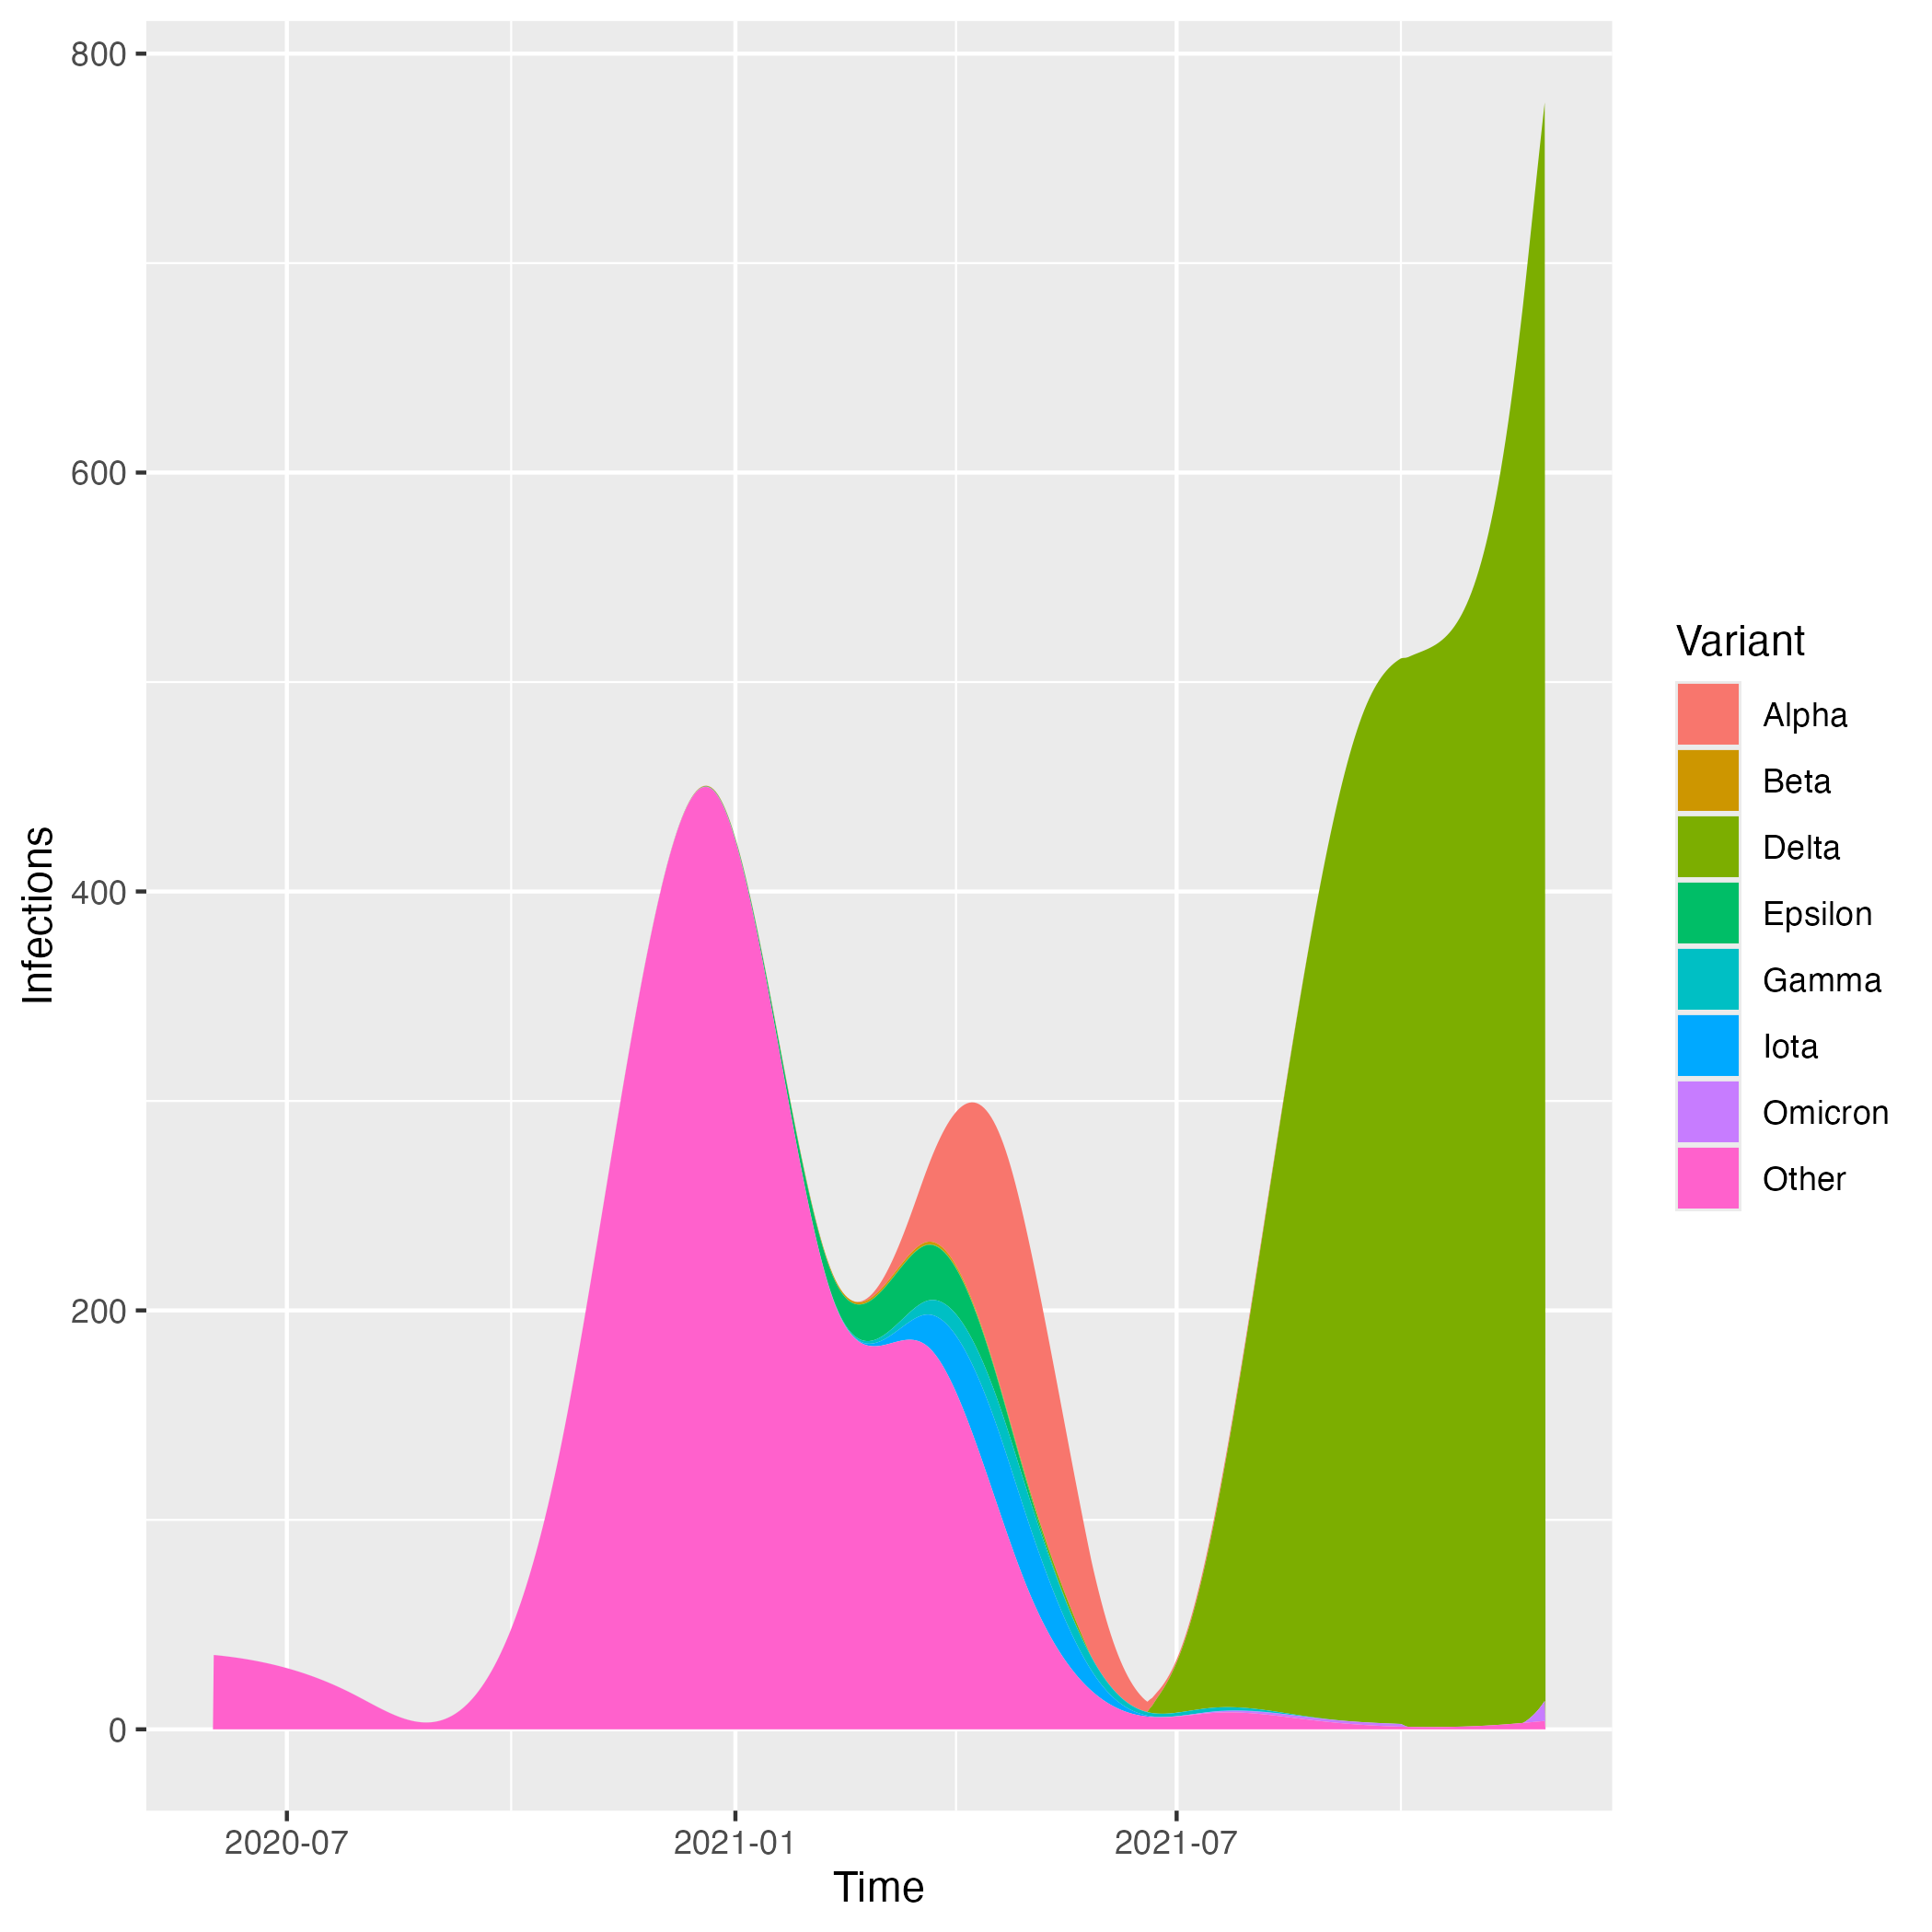 800
600
400
200
0
Infections
2020-07
2021-01
2021-07
Time
Variant
Alpha
Beta
Delta
Epsilon
Gamma
Iota
Omicron
Other